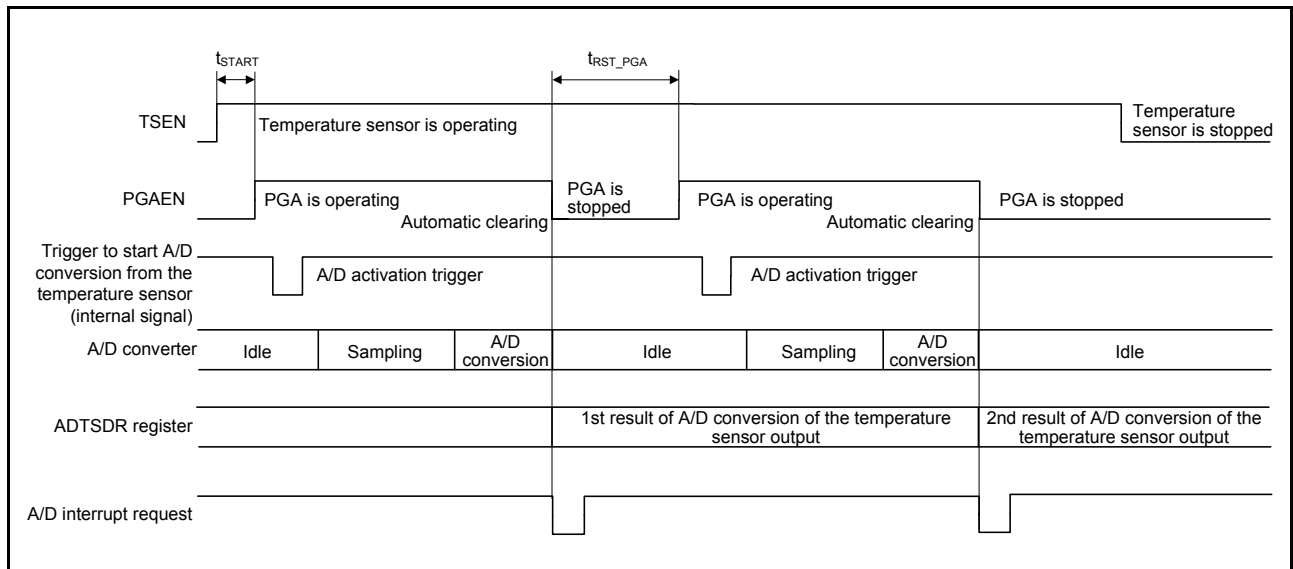 tSTART
tRST_PGA
TSEN
Temperature sensor is operating
Temperature
sensor is stopped
PGAEN
PGA is operating
Automatic clearing
PGA is
stopped
PGA is operating
Automatic clearing
PGA is stopped
Trigger to start A/D
conversion from the
temperature sensor
(internal signal)
A/D activation trigger
A/D activation trigger
A/D converter
Idle
Sampling
A/D
conversion
Idle
Sampling
A/D
conversion
Idle
ADTSDR register
1st result of A/D conversion of the temperature
sensor output
2nd result of A/D conversion of the
temperature sensor output
A/D interrupt request